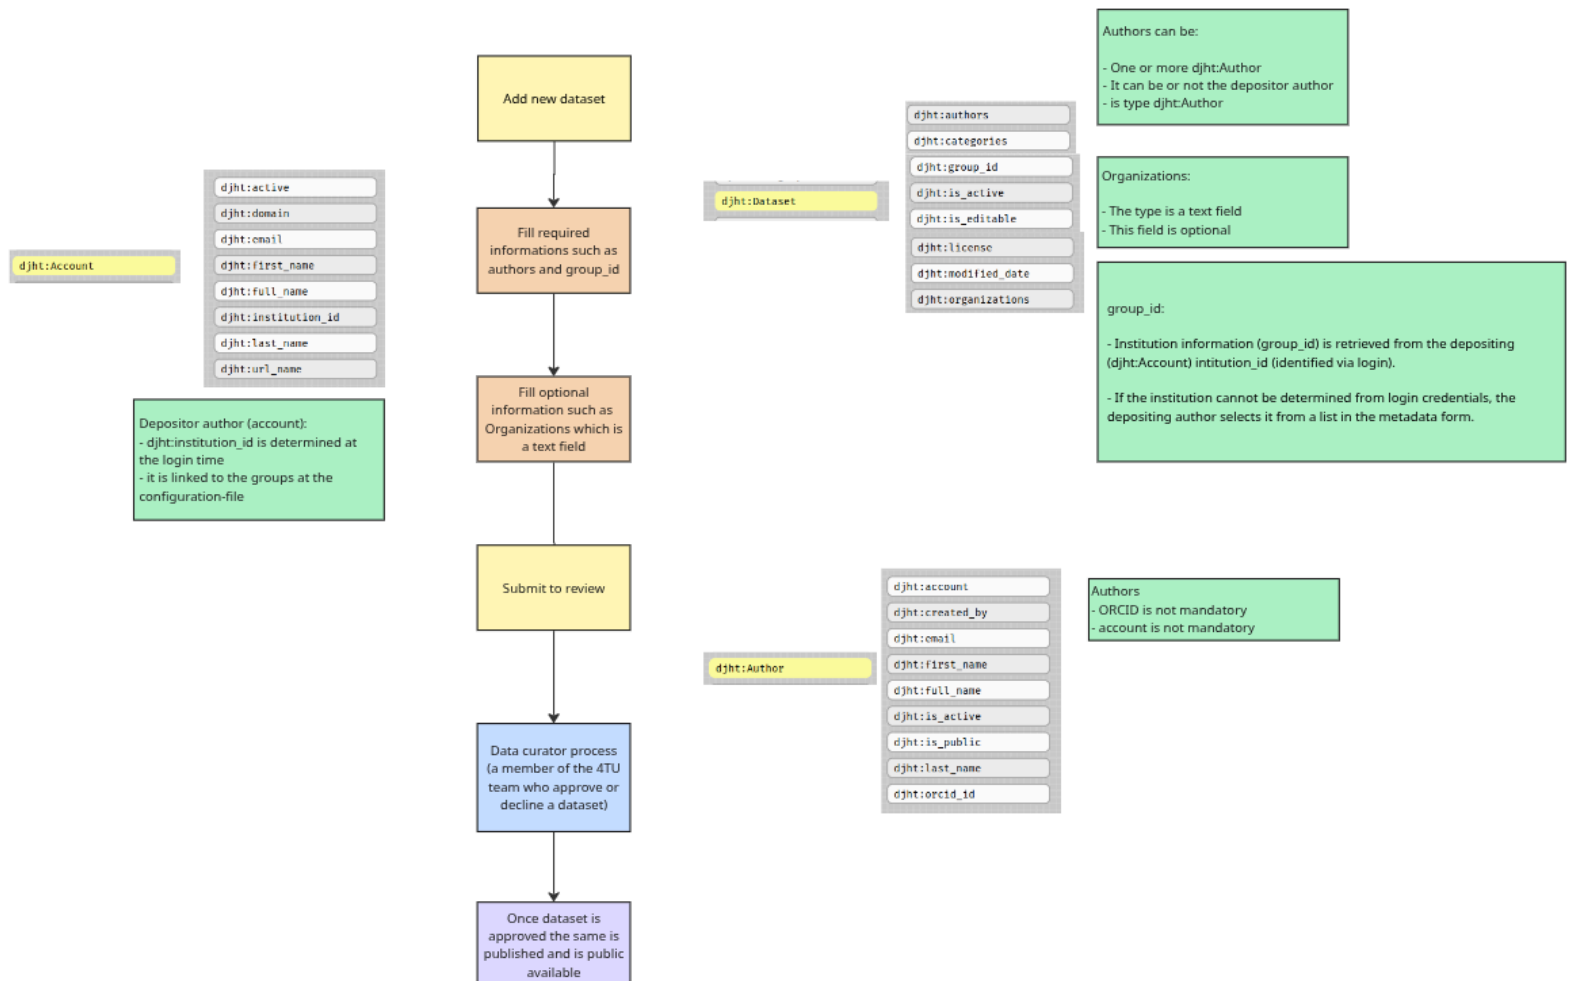 Add new dataset
Fill required
informations such as
authors and group_id
Fill optional
information such as
Organizations which is
a text field
Submit to review
Data curator process
(a member of the 4TU
team who approve or
decline a dataset)
Once dataset is
approved the same is
published and is public
available
djht:Account
djht:active
djht:domain
djht:email
djht:first_name
djht:full_name
djht:institution_id
djht:last_name
djht:url_name
Depositor author (account):
- djht:institution_id is determined at
the login time
- it is linked to the groups at the
configuration-file
djht:Dataset
djht:authors
djht:categories
djht:group_id
djht:is_active
djht:is_editable
djht:license
djht:modified_date
djht:organizations
Authors can be:
- One or more djht:Author
- It can be or not the depositor author
- is type djht:Author
Organizations:
- The type is a text field
- This field is optional
group_id:
- Institution information (group_id) is retrieved from the depositing
(djht:Account) intitution_id (identified via login).
- If the institution cannot be determined from login credentials, the
depositing author selects it from a list in the metadata form.
djht:Author
djht:account
djht:created_by
djht:email
djht:first_name
djht:full_name
djht:is_active
djht:is_public
djht:last_name
djht:orcid_id
Authors
- ORCID is not mandatory
- account is not mandatory